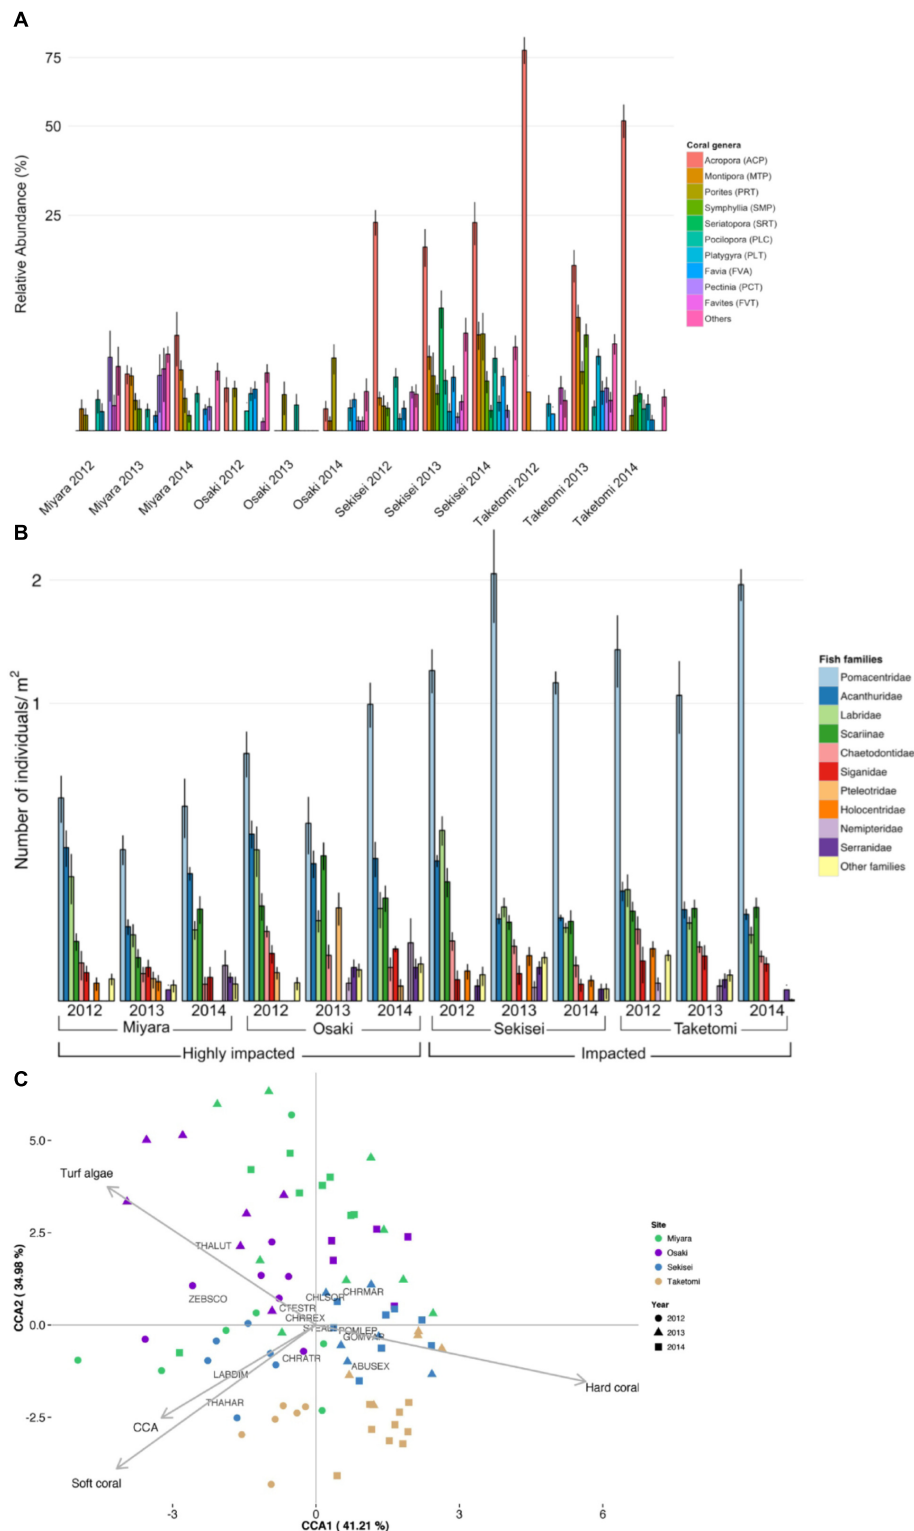 A
75
50
25
Relative Abundance (%)
Coral genera
Acropora (ACP)
Montipora (MTP)
Porites (PRT)
Symphyllia (SMP)
Seriatopora (SRT)
Pocilopora (PLC)
Platygyra (PLT)
Favia (FVA)
Pectinia (PCT)
Favites (FVT)
Others
Miyara 2012
Miyara 2013
Miyara 2014
Osaki 2012
Osaki 2013
Osaki 2014
Sekisei 2012
Sekisei 2013
Sekisei 2014
Taketomi 2012
Taketomi 2013
Taketomi 2014
B
2
1
Number of individuals/ m²
Fish families
Pomacentridae
Acanthuridae
Labridae
Scariinae
Chaetodontidae
Siganidae
Pteleotridae
Holocentridae
Nemipteridae
Serranidae
Other families
2012 2013 2014 2012 2013 2014 2012 2013 2014 2012 2013 2014
Miyara Osaki Sekisei Taketomi
Highly impacted Impacted
C
5.0
2.5
0.0
-2.5
CCA2 ( 34.98 %)
Turf algae
THALUT
ZEBSCO
CHLSOR
CHRMAR
CTESTR
CHRREX
POMLEP
GOMVAR
CHRATR
ABUSEX
LABDIM
THAHAR
Hard coral
CCA
Soft coral
Site
Miyara
Osaki
Sekisei
Taketomi
Year
2012
2013
2014
-3 0 3 6
CCA1 ( 41.21 %)